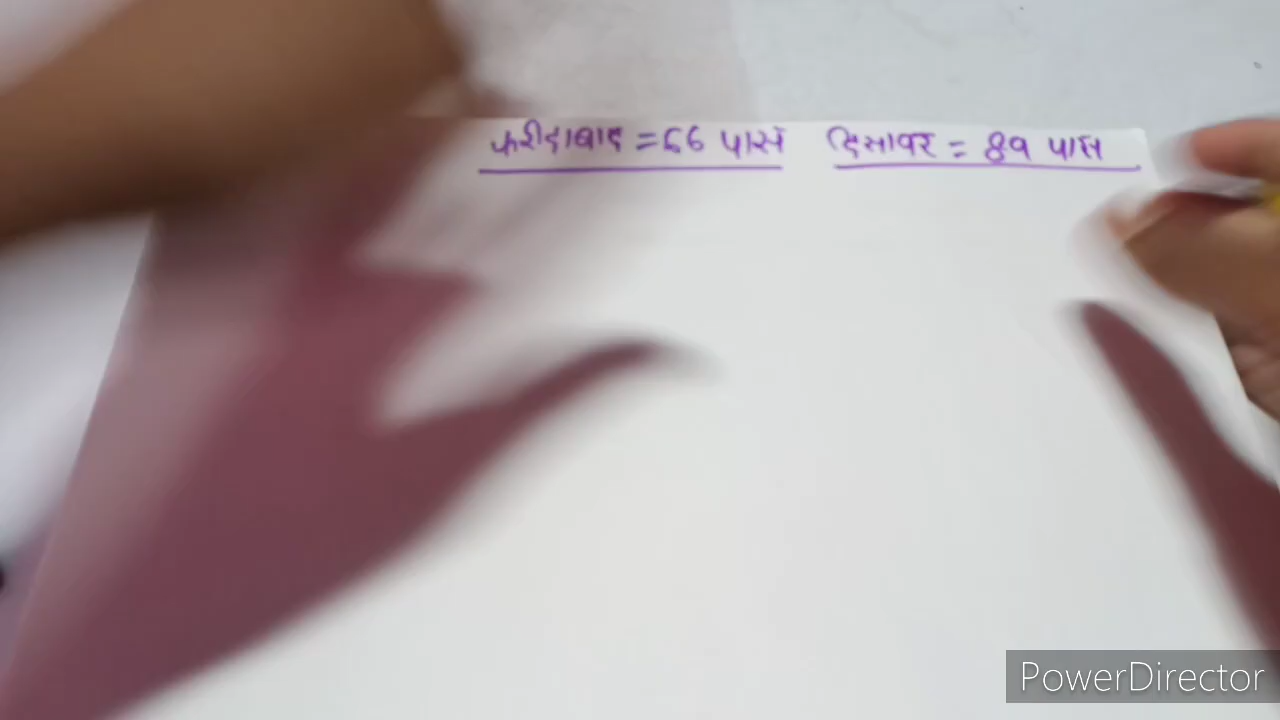 फरीदाबाद = 66 पास दिसावर = 89 पास
PowerDirector